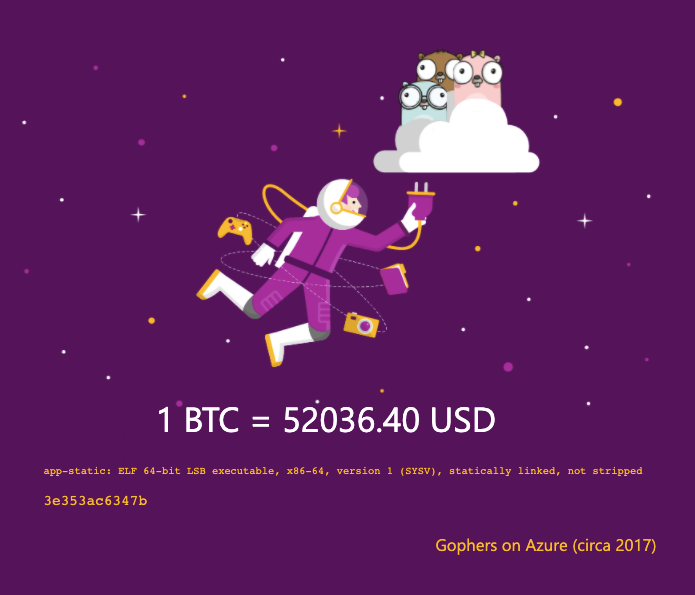 1 BTC = 52036.40 USD
app-static: ELF 64-bit LSB executable, x86-64, version 1 (SYSV), statically linked, not stripped
3e353ac6347b
Gophers on Azure (circa 2017)